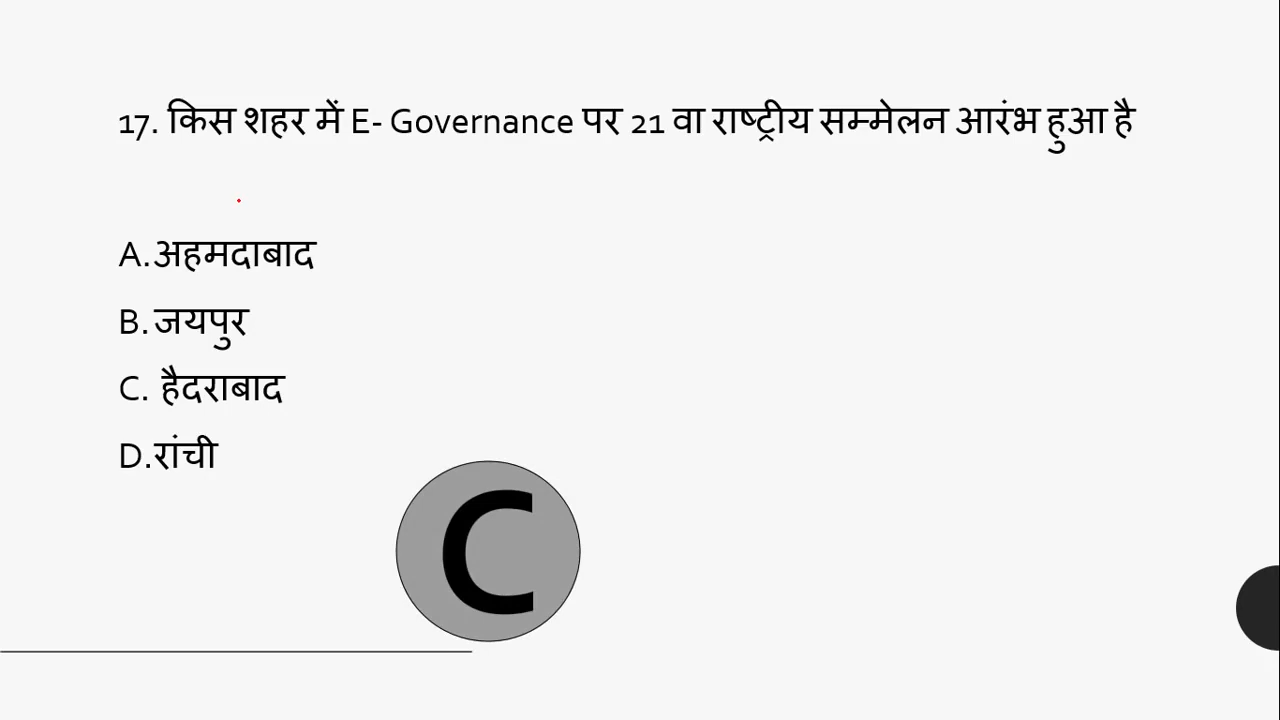 17. किस शहर में E- Governance पर 21 वा राष्ट्रीय सम्मेलन आरंभ हुआ है
A.अहमदाबाद
B.जयपुर
C. हैदराबाद
D.रांची
C